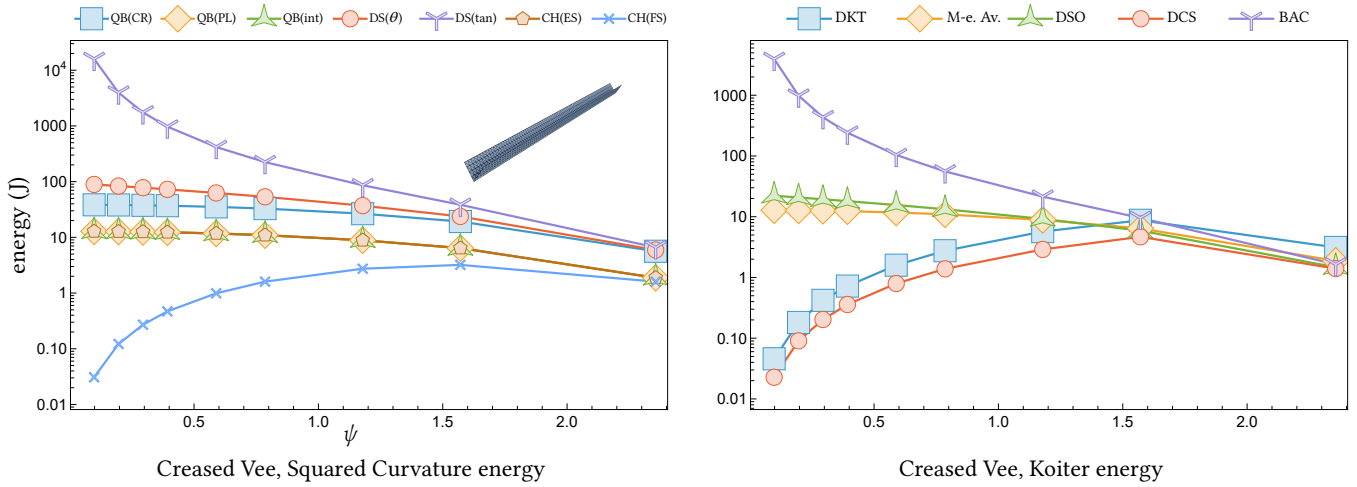 QB(CR) QB(PL) QB(int) DS(θ) DS(tan) CH(ES) CH(FS)
DKT M-e. Av. DSO DCS BAC
energy (J)
10⁴
1000
100
10
1
0.10
0.01
0.5 1.0 1.5 2.0
ψ
1000
100
10
1
0.10
0.01
0.5 1.0 1.5 2.0
Creased Vee, Squared Curvature energy
Creased Vee, Koiter energy